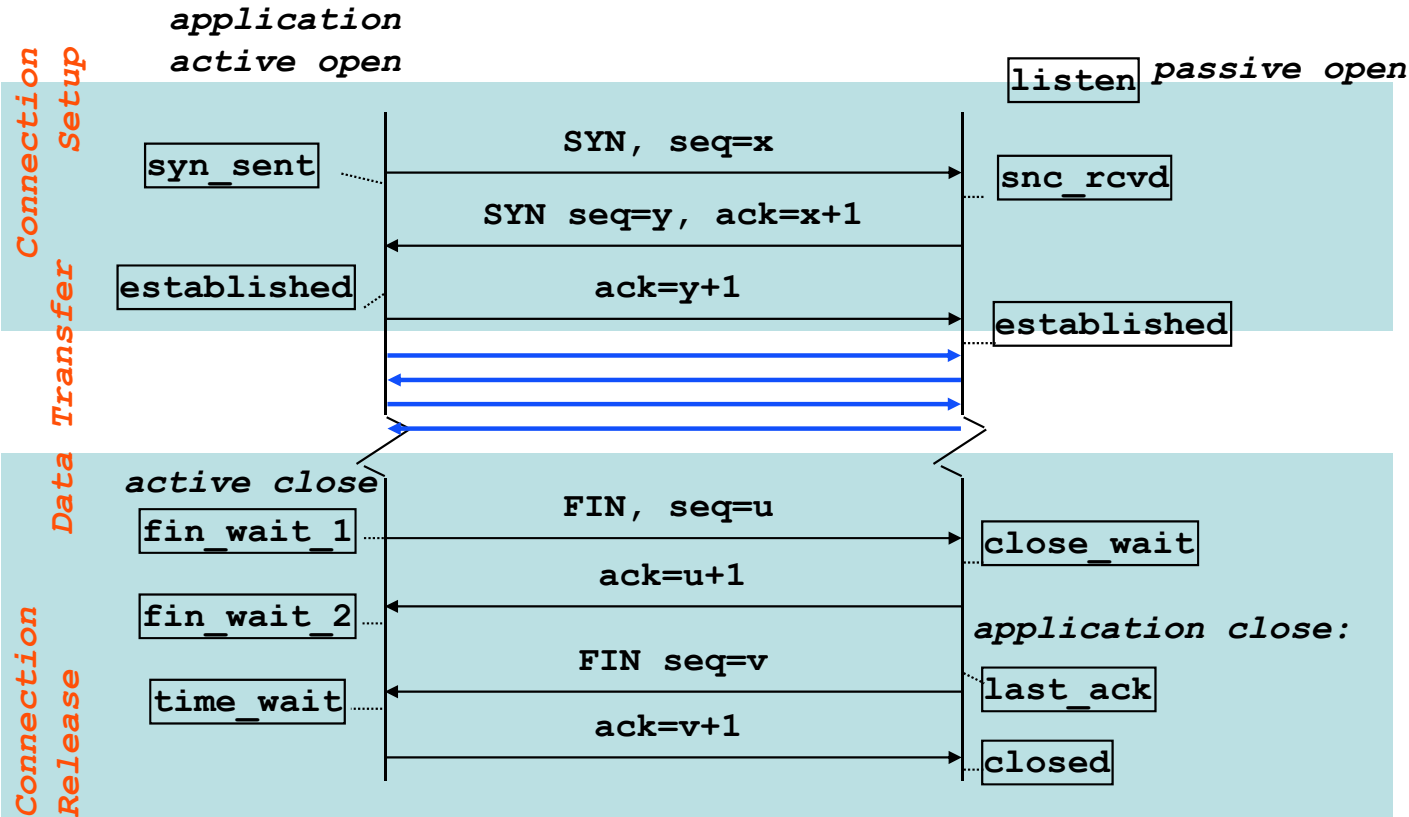 application
active open
listen passive open
Connection
Setup
SYN, seq=x
syn_sent
snc_rcvd
SYN seq=y, ack=x+1
established
ack=y+1
established
Data Transfer
active close
FIN, seq=u
fin_wait_1
close_wait
ack=u+1
fin_wait_2
application close:
FIN seq=v
time_wait
last_ack
ack=v+1
closed
Connection
Release